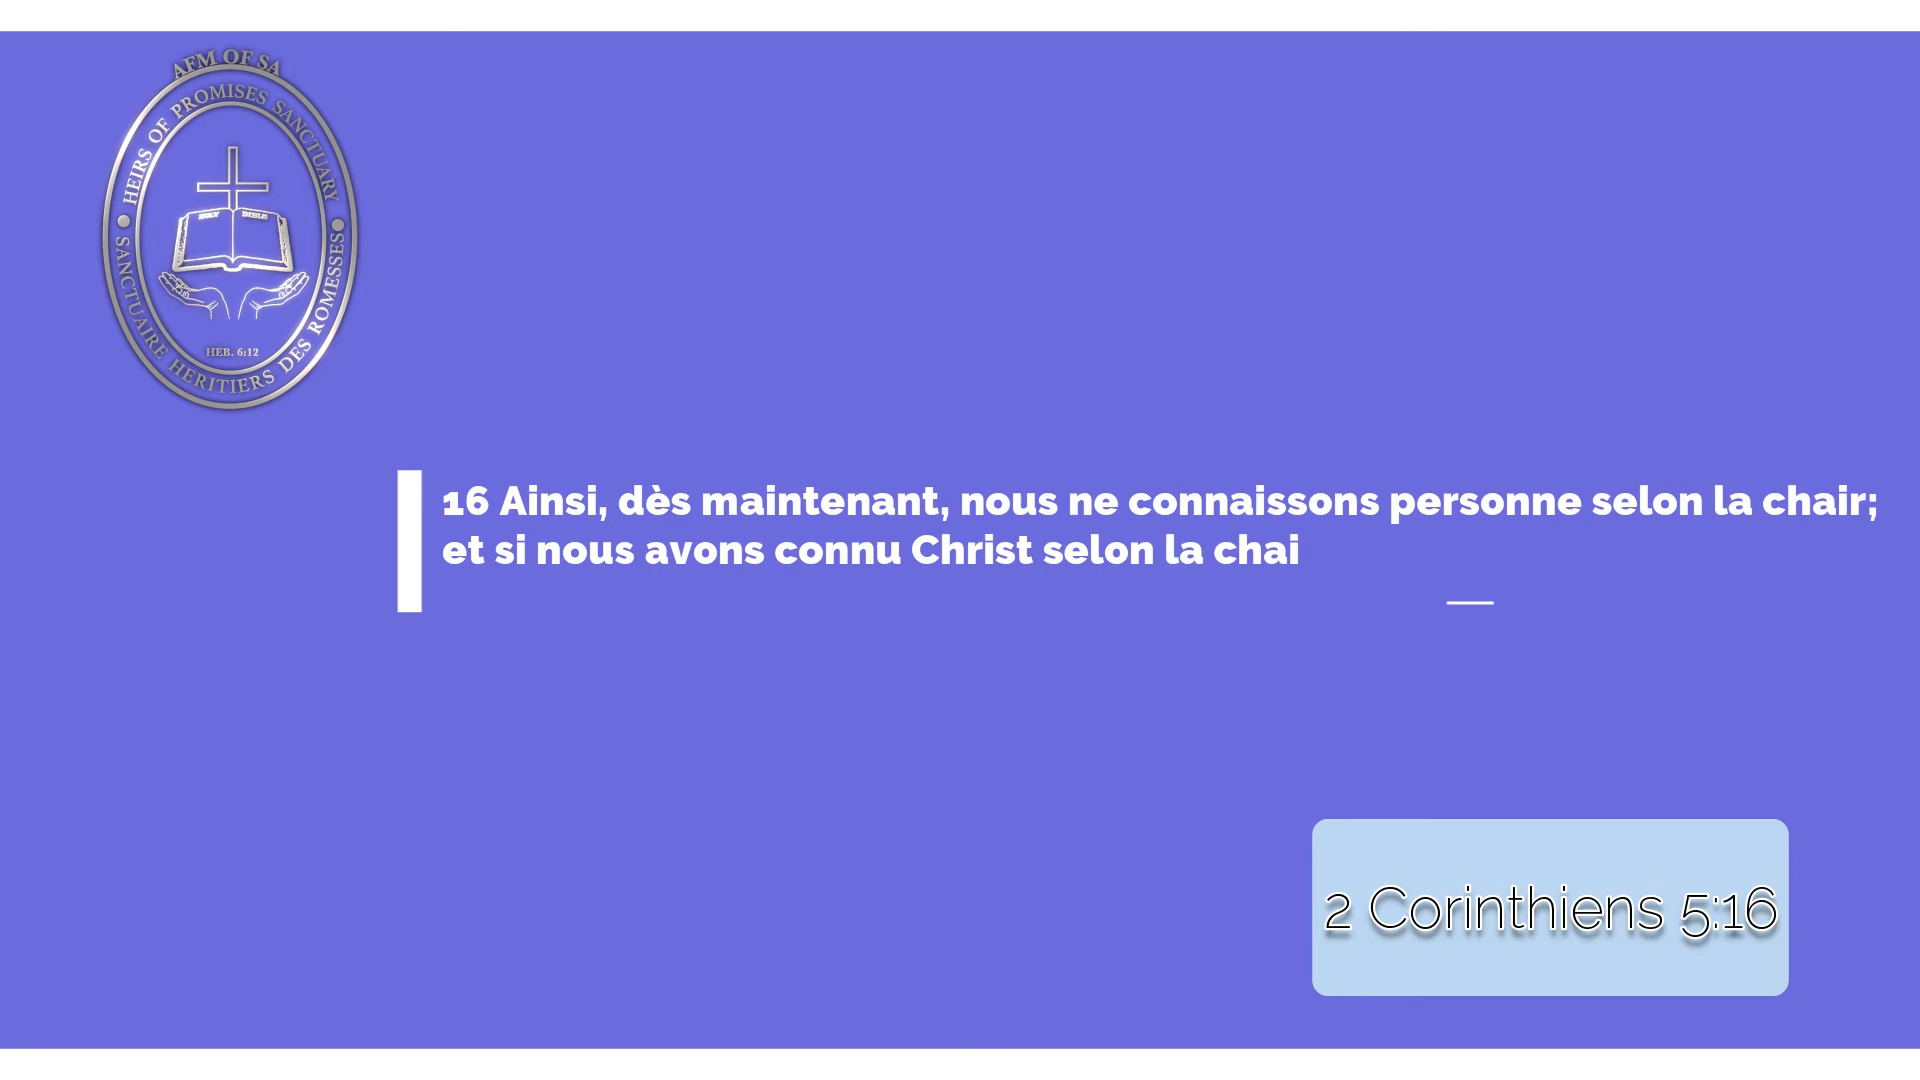 AFM OF SA
HEIRS OF PROMISES SANCTUARY
HOLY BIBLE
HEB. 6:12
SANCTUAIRE HERITIERS DES ROMESSES
16 Ainsi, dès maintenant, nous ne connaissons personne selon la chair;
et si nous avons connu Christ selon la chai
2 Corinthiens 5:16